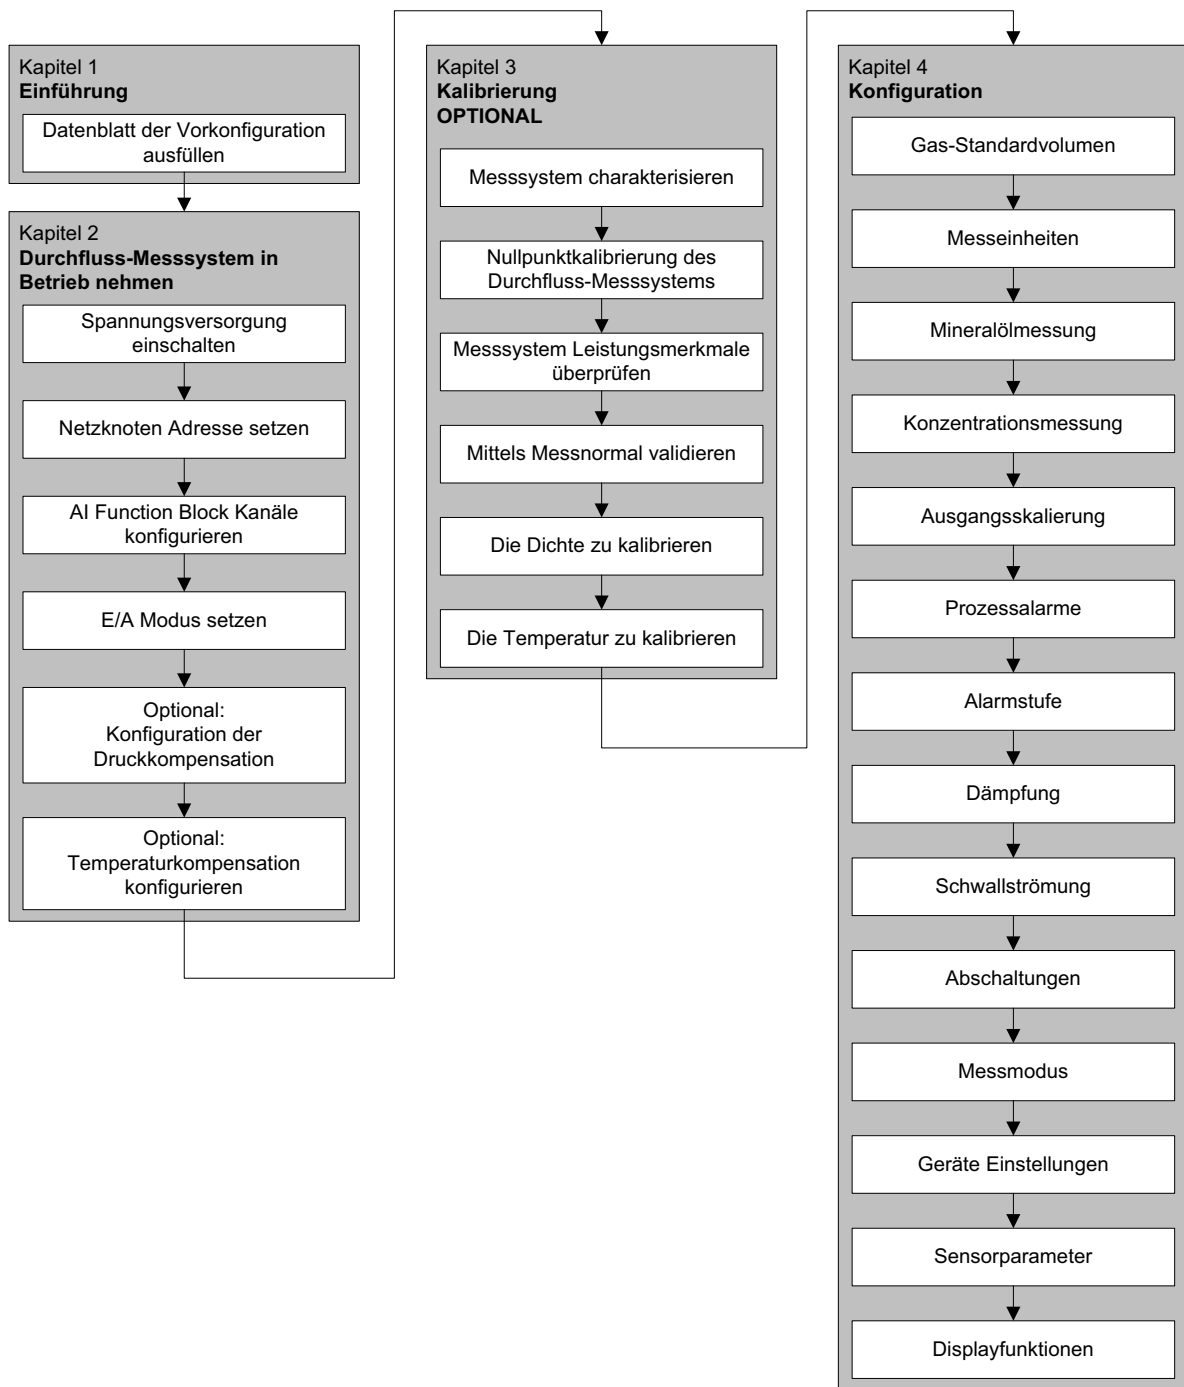 Kapitel 1
Einführung
Datenblatt der Vorkonfiguration
ausfüllen
Kapitel 2
Durchfluss-Messsystem in
Betrieb nehmen
Spannungsversorgung
einschalten
Netzknoten Adresse setzen
AI Function Block Kanäle
konfigurieren
E/A Modus setzen
Optional:
Konfiguration der
Druckkompensation
Optional:
Temperaturkompensation
konfigurieren
Kapitel 3
Kalibrierung
OPTIONAL
Messsystem charakterisieren
Nullpunktkalibrierung des
Durchfluss-Messsystems
Messsystem Leistungsmerkmale
überprüfen
Mittels Messnormal validieren
Die Dichte zu kalibrieren
Die Temperatur zu kalibrieren
Kapitel 4
Konfiguration
Gas-Standardvolumen
Messeinheiten
Mineralölmessung
Konzentrationsmessung
Ausgangsskalierung
Prozessalarme
Alarmstufe
Dämpfung
Schwallströmung
Abschaltungen
Messmodus
Geräte Einstellungen
Sensorparameter
Displayfunktionen